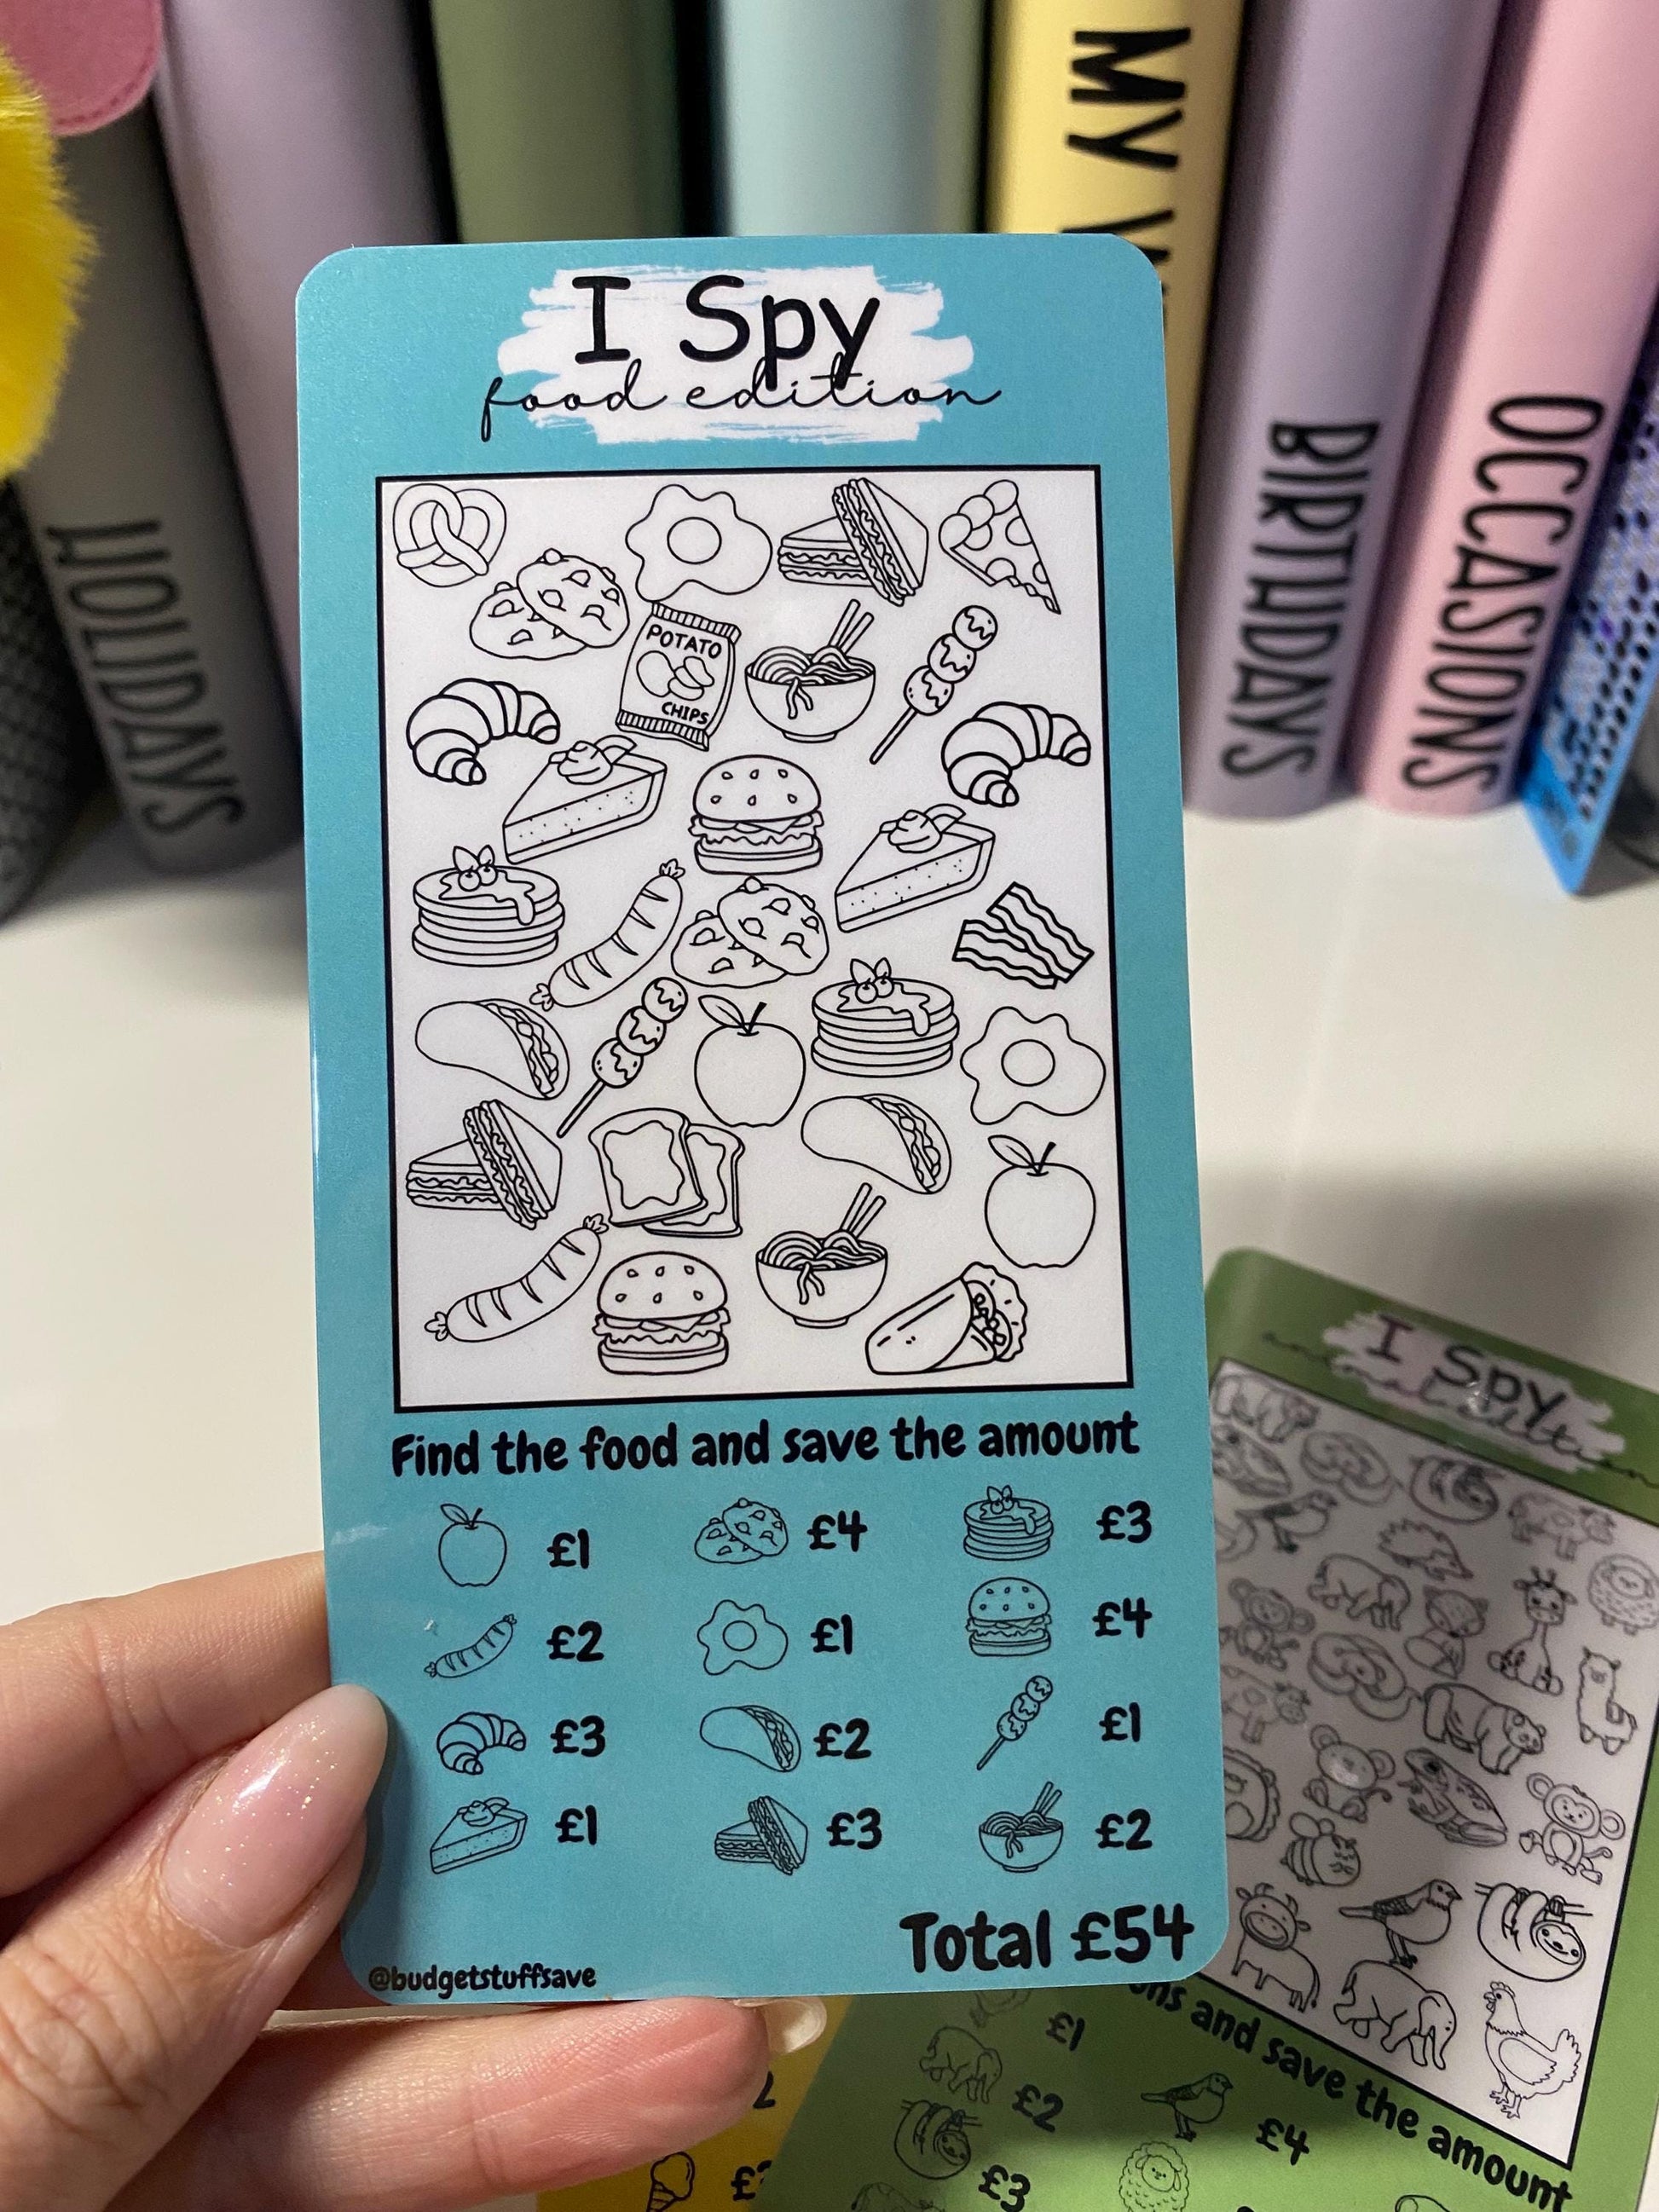 HOLIDAYS
MY
BIRTHDAYS
OCCASIONS
I Spy
food edition
POTATO
CHIPS
Find the food and save the amount
£1 £4 £3
£2 £1 £4
£3 £2 £1
£1 £3 £2
Total £54
@budgetstuffsave
I Spy
and save the amount
£1
£2
£4
£3